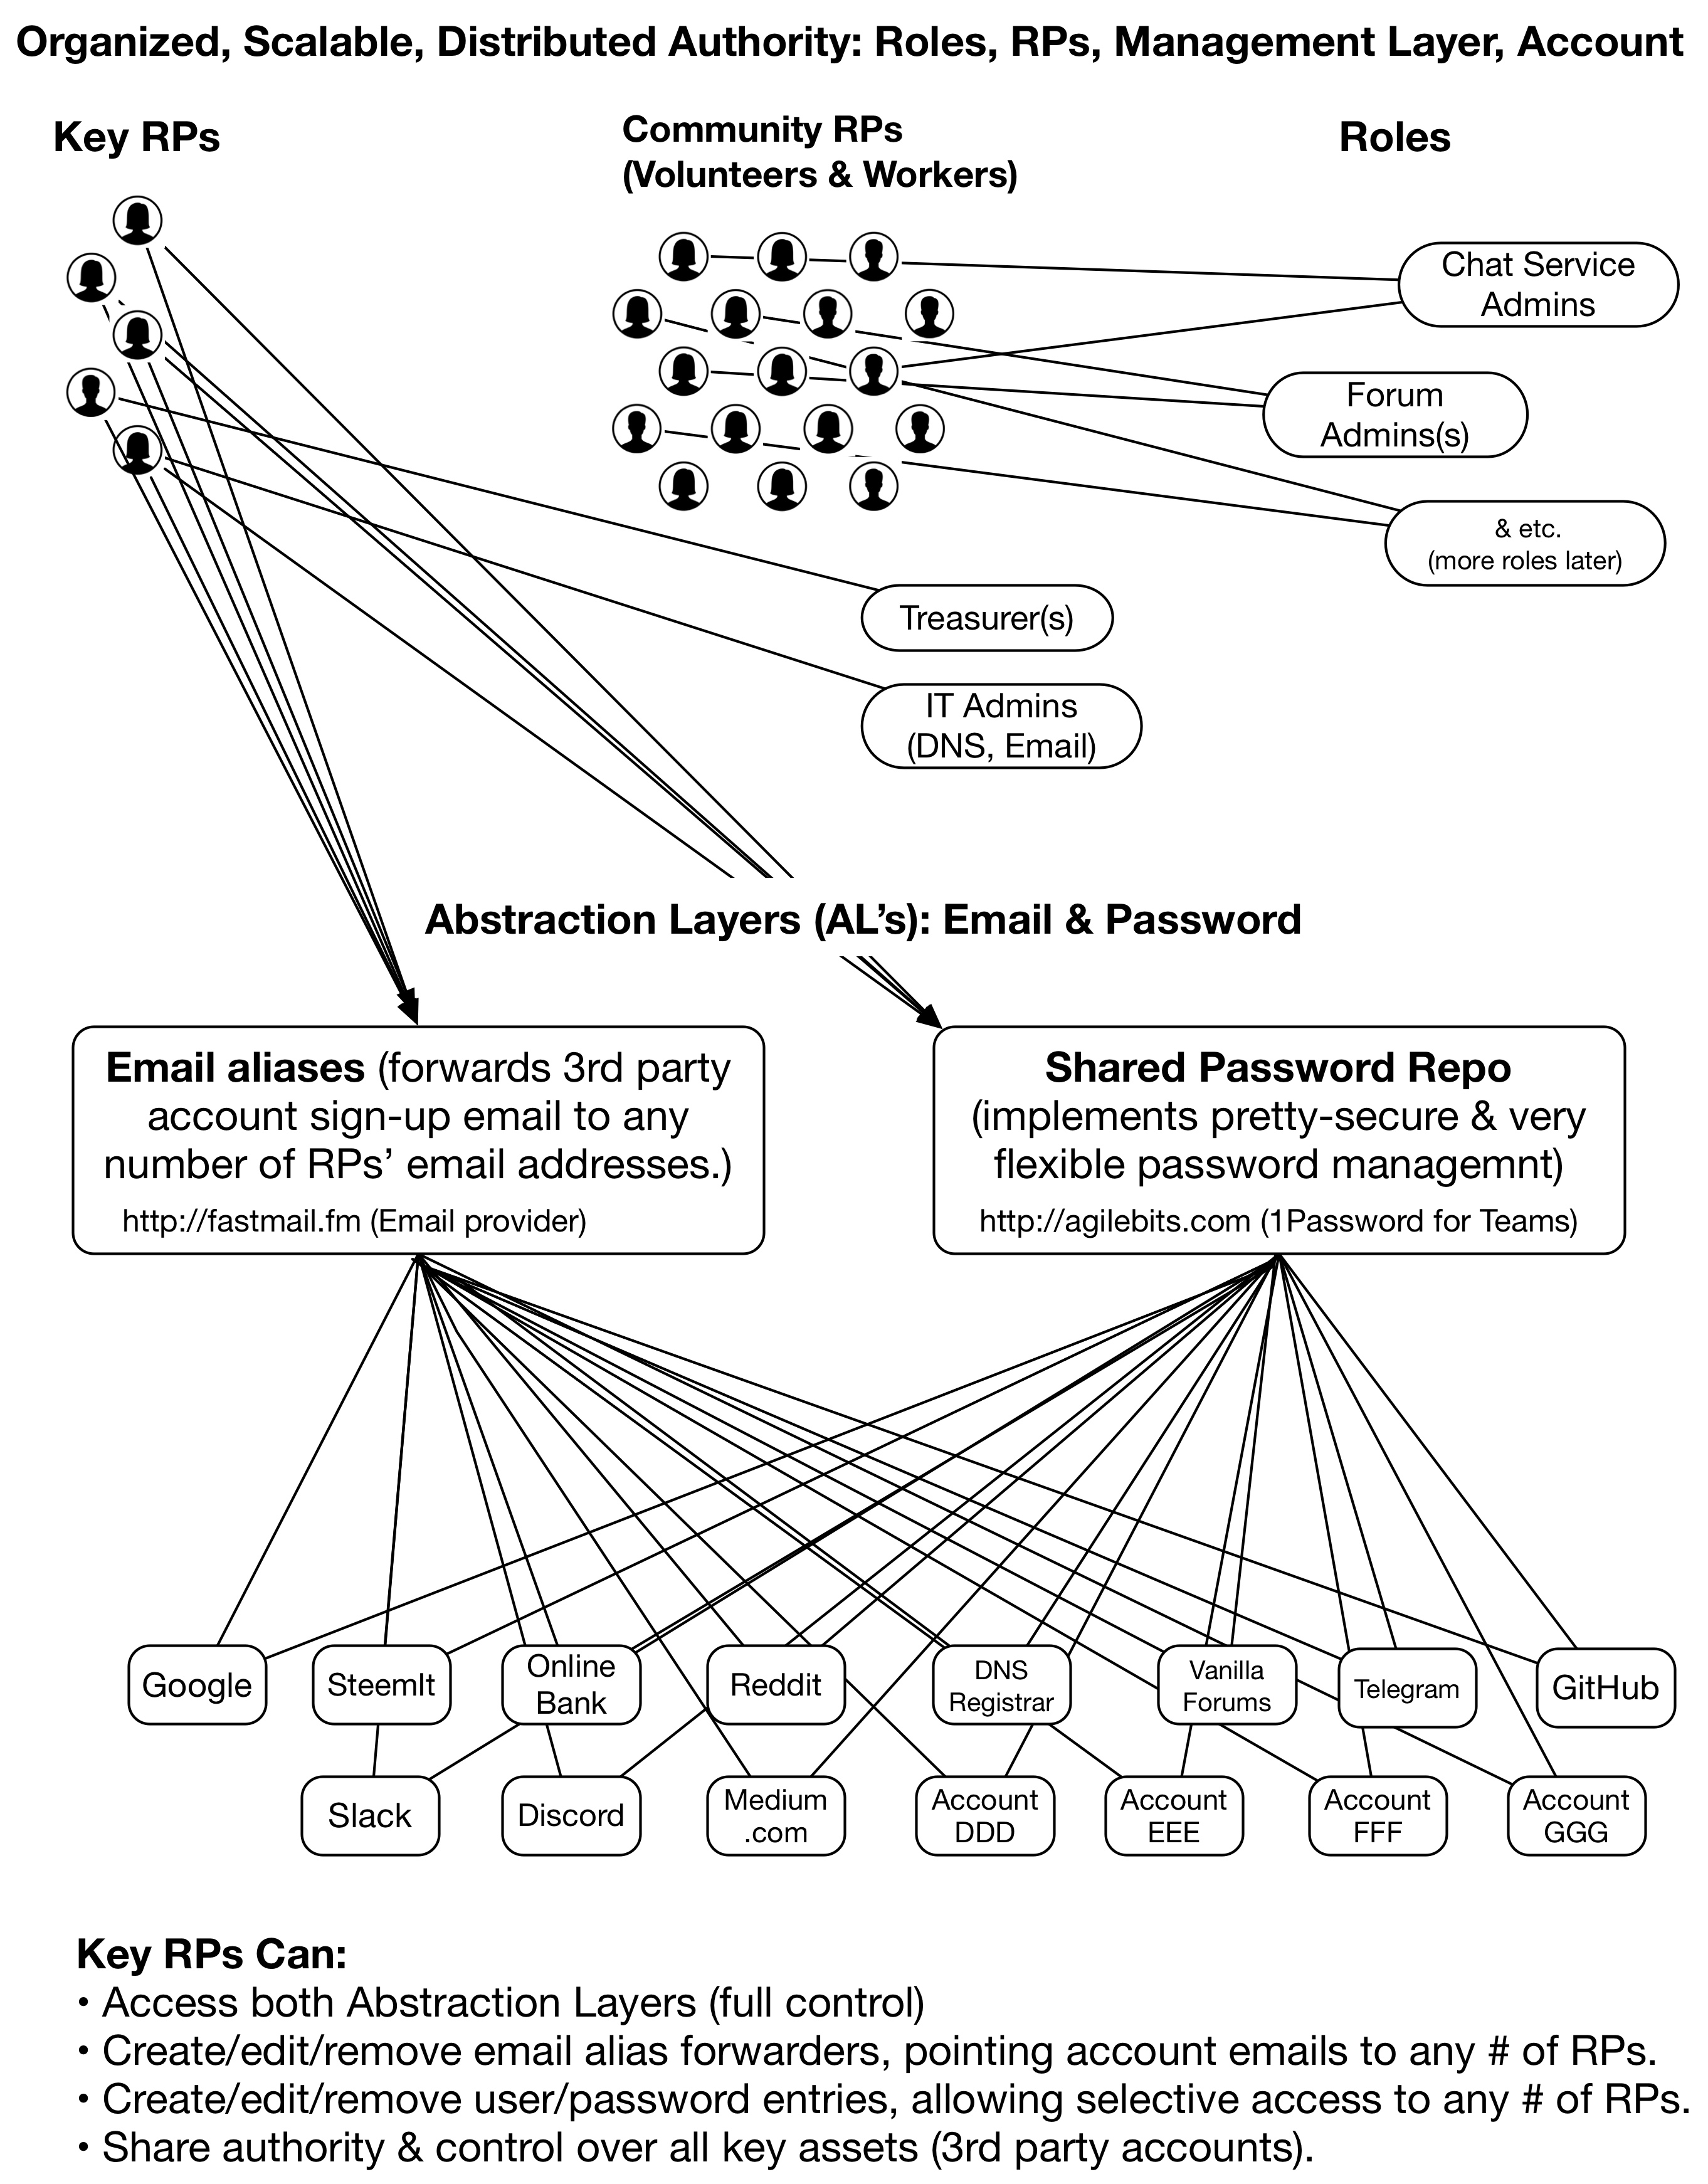 Organized, Scalable, Distributed Authority: Roles, RPs, Management Layer, Account
Key RPs
Community RPs
(Volunteers & Workers)
Roles
Chat Service
Admins
Forum
Admins(s)
& etc.
(more roles later)
Treasurer(s)
IT Admins
(DNS, Email)
Abstraction Layers (AL’s): Email & Password
Email aliases (forwards 3rd party
account sign-up email to any
number of RPs’ email addresses.)
http://fastmail.fm (Email provider)
Shared Password Repo
(implements pretty-secure & very
flexible password managemnt)
http://agilebits.com (1Password for Teams)
Google
SteemIt
Online
Bank
Reddit
DNS
Registrar
Vanilla
Forums
Telegram
GitHub
Slack
Discord
Medium
.com
Account
DDD
Account
EEE
Account
FFF
Account
GGG
Key RPs Can:
• Access both Abstraction Layers (full control)
• Create/edit/remove email alias forwarders, pointing account emails to any # of RPs.
• Create/edit/remove user/password entries, allowing selective access to any # of RPs.
• Share authority & control over all key assets (3rd party accounts).